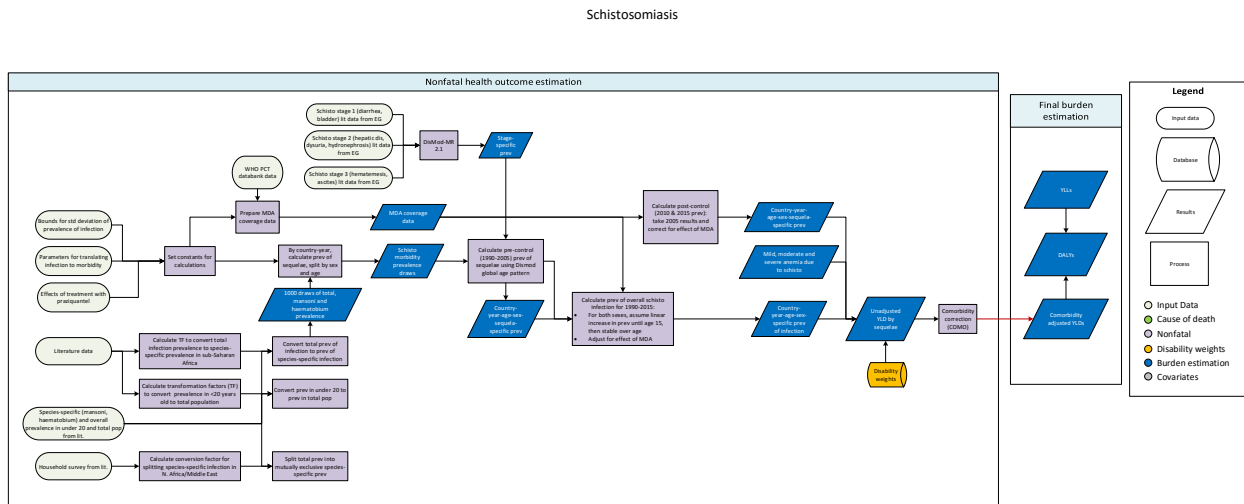 Schistosomiasis
Nonfatal health outcome estimation
Schisto stage 1 (diarrhea,
bladder) lit data from EG
Schisto stage 2 (hepatic dis,
dysuria, hydronephrosis) lit
data from EG
Schisto stage 3 (hematemesis,
ascites) lit data from EG
DisMod-MR
2.1
Stage-
specific
prev
WHO PCT
databank data
Bounds for std deviation of
prevalence of infection
Parameters for translating
infection to morbidity
Effects of treatment with
praziquantel
Set constants for
calculations
Prepare MDA
coverage data
MDA coverage
data
By country-year,
calculate prev of
sequelae, split by sex
and age
Schisto
morbidity
prevalence
draws
1000 draws of total,
mansoni and
haematobium
prevalence
Calculate pre-control
(1990-2005) prev of
sequelae using Dismod
global age pattern
Country-
year-age-sex-
sequela-
specific prev
Calculate post-control
(2010 & 2015 prev):
take 2005 results and
correct for effect of MDA
Country-year-
age-sex-sequela-
specific prev
Mild, moderate and
severe anemia due
to schisto
Calculate prev of overall schisto
infection for 1990-2015:
• For both sexes, assume linear
increase in prev until age 15,
then stable over age
• Adjust for effect of MDA
Country-
year-age-sex-
specific prev
of infection
Unadjusted
YLD by
sequelae
Disability
weights
Comorbidity
correction
(COMO)
Literature data
Calculate TF to convert total
infection prevalence to species-
specific prevalence in sub-Saharan
Africa
Convert total prev of
infection to prev of
species-specific infection
Calculate transformation factors (TF)
to convert prevalence in <20 years
old to total population
Convert prev in under 20 to
prev in total pop
Species-specific (mansoni,
haematobium) and overall
prevalence in under 20 and total pop
from lit.
Household survey from lit.
Calculate conversion factor for
splitting species-specific infection in
N. Africa/Middle East
Split total prev into
mutually exclusive species-
specific prev
Final burden
estimation
YLLs
DALYs
Comorbidity
adjusted YLDs
Legend
Input data
Database
Results
Process
Input Data
Cause of death
Nonfatal
Disability weights
Burden estimation
Covariates